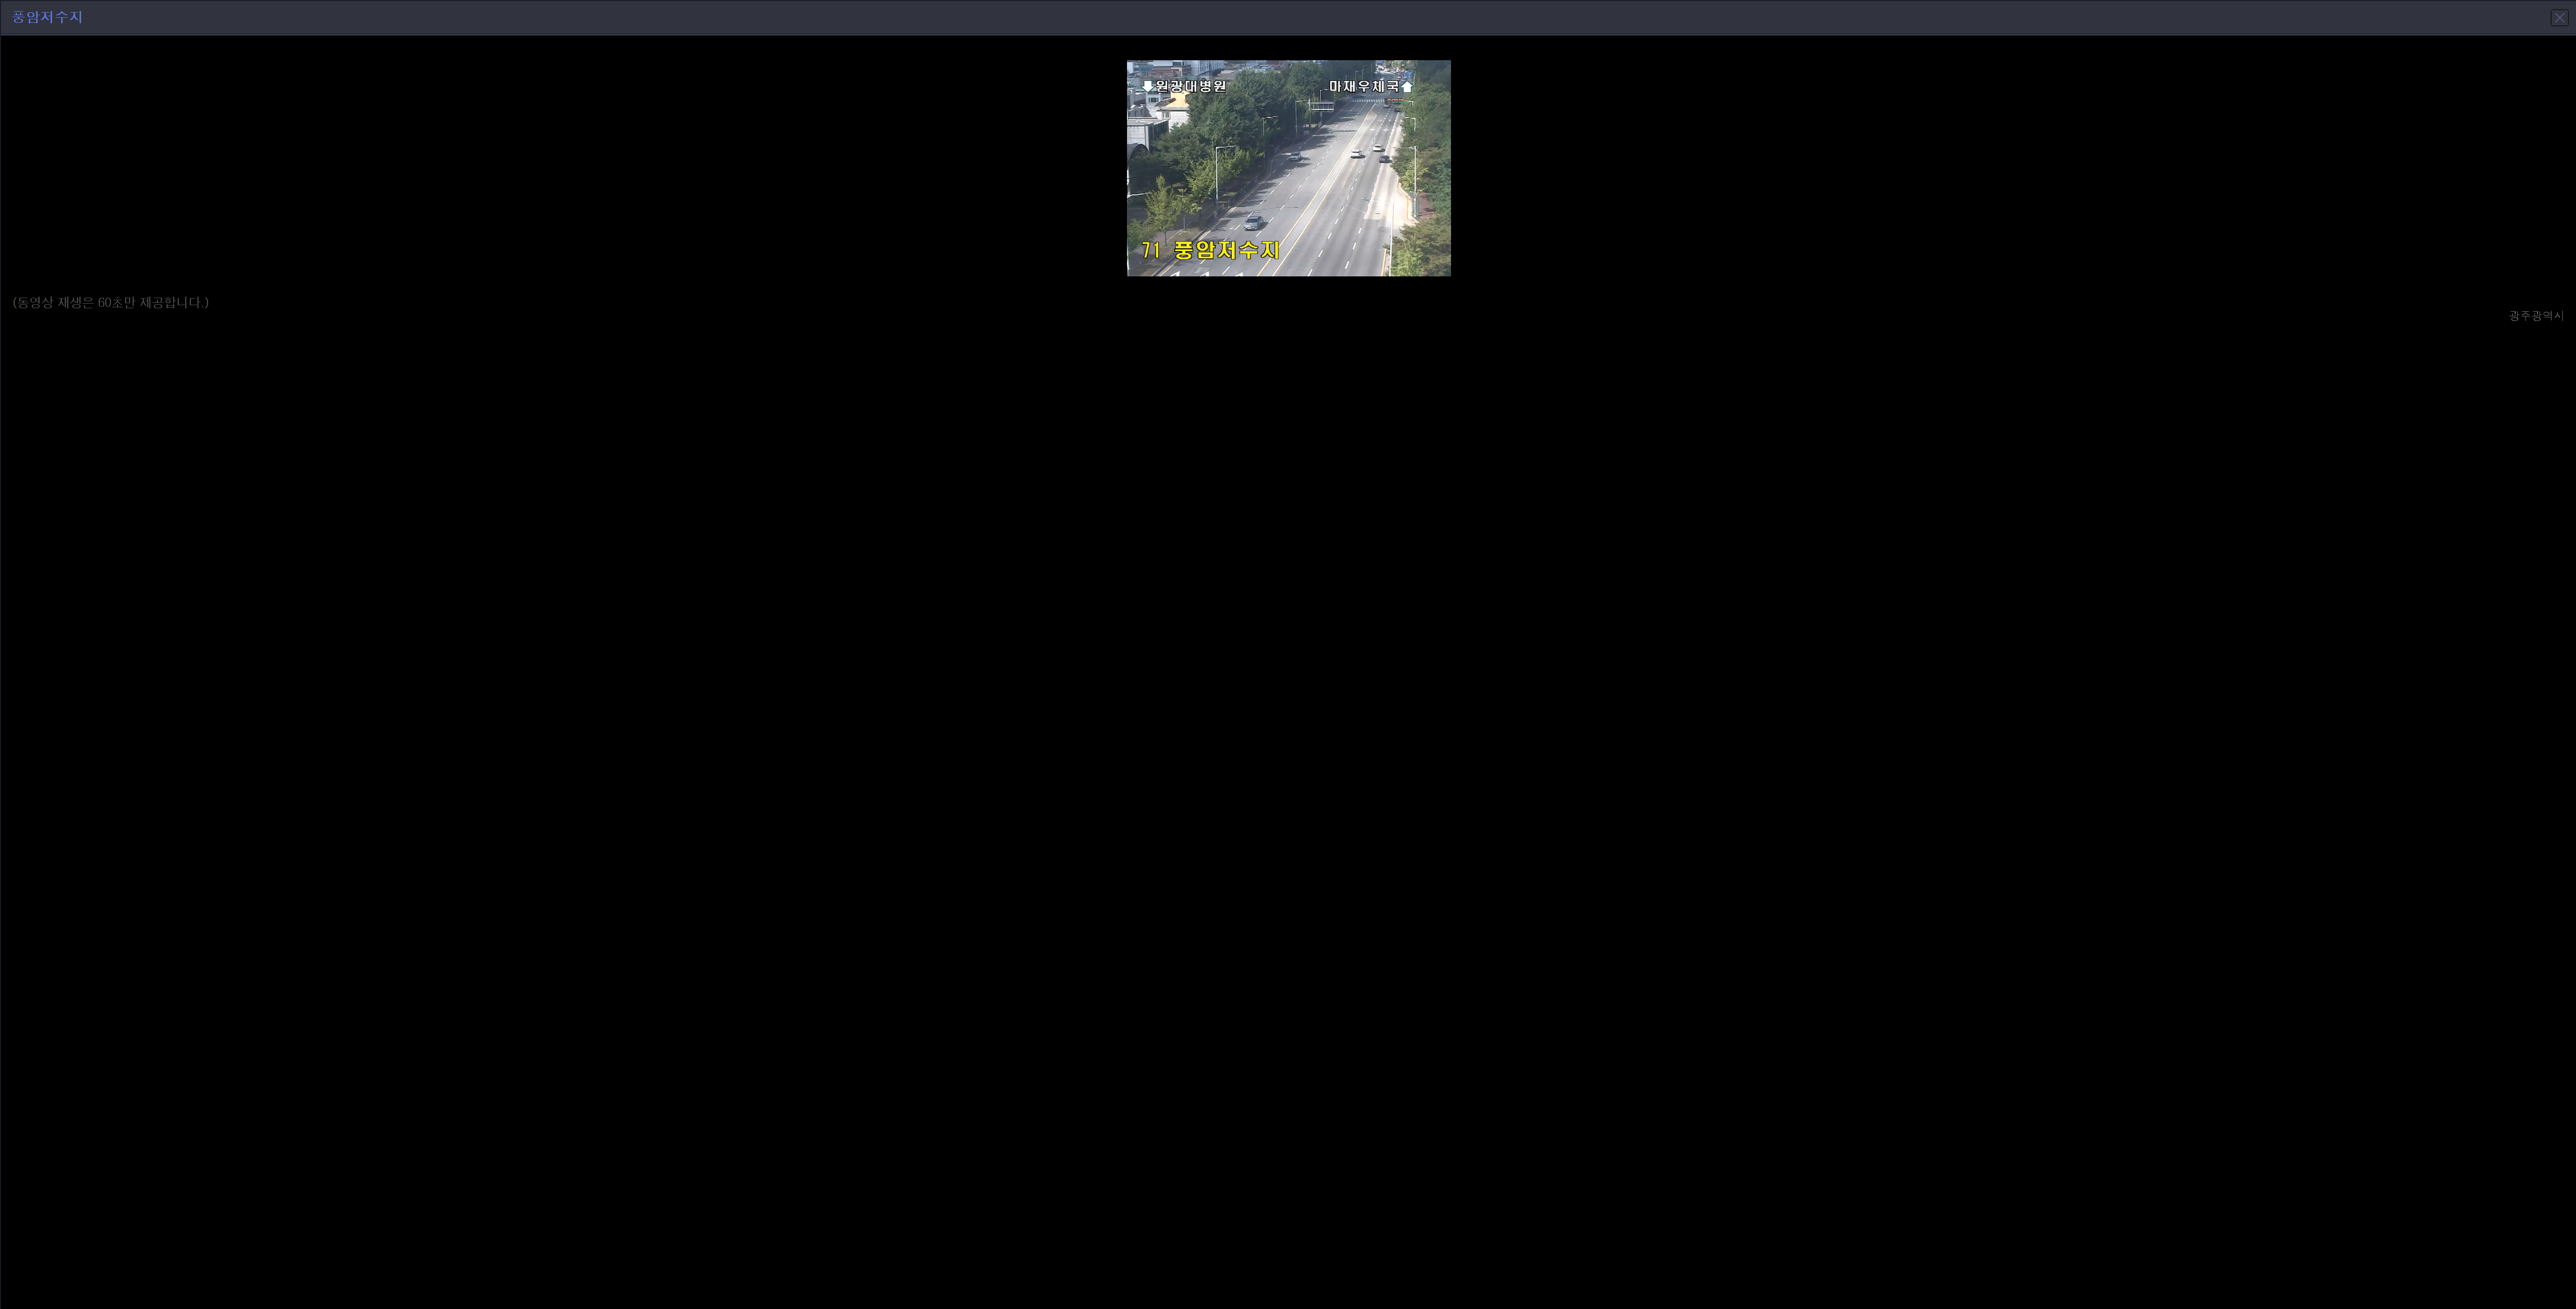 풍암저수지
⬇원광대병원 마재우체국⬆
71 풍암저수지
(동영상 재생은 60초만 제공합니다.)
광주광역시